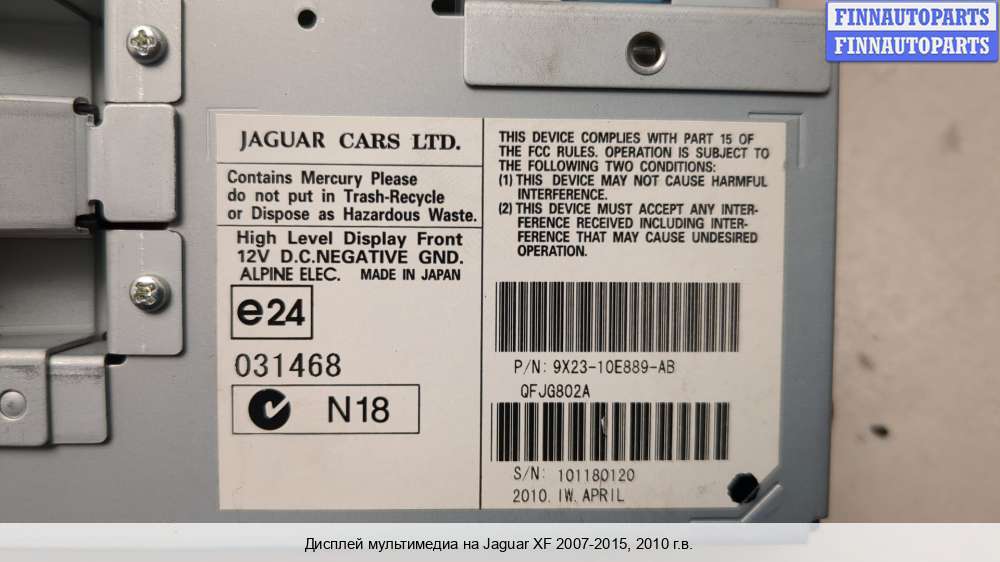 FINNAUTOPARTS
FINNAUTOPARTS
JAGUAR CARS LTD.
Contains Mercury Please
do not put in Trash-Recycle
or Dispose as Hazardous Waste.
High Level Display Front
12V D.C.NEGATIVE GND.
ALPINE ELEC. MADE IN JAPAN
e24
031468
N18
THIS DEVICE COMPLIES WITH PART 15 OF
THE FCC RULES. OPERATION IS SUBJECT TO
THE FOLLOWING TWO CONDITIONS:
(1) THIS DEVICE MAY NOT CAUSE HARMFUL
INTERFERENCE.
(2) THIS DEVICE MUST ACCEPT ANY INTER-
FERENCE RECEIVED INCLUDING INTER-
FERENCE THAT MAY CAUSE UNDESIRED
OPERATION.
P/N: 9X23-10E889-AB
QFJG802A
S/N: 101180120
2010. IW. APRIL
Дисплей мультимедиа на Jaguar XF 2007-2015, 2010 г.в.